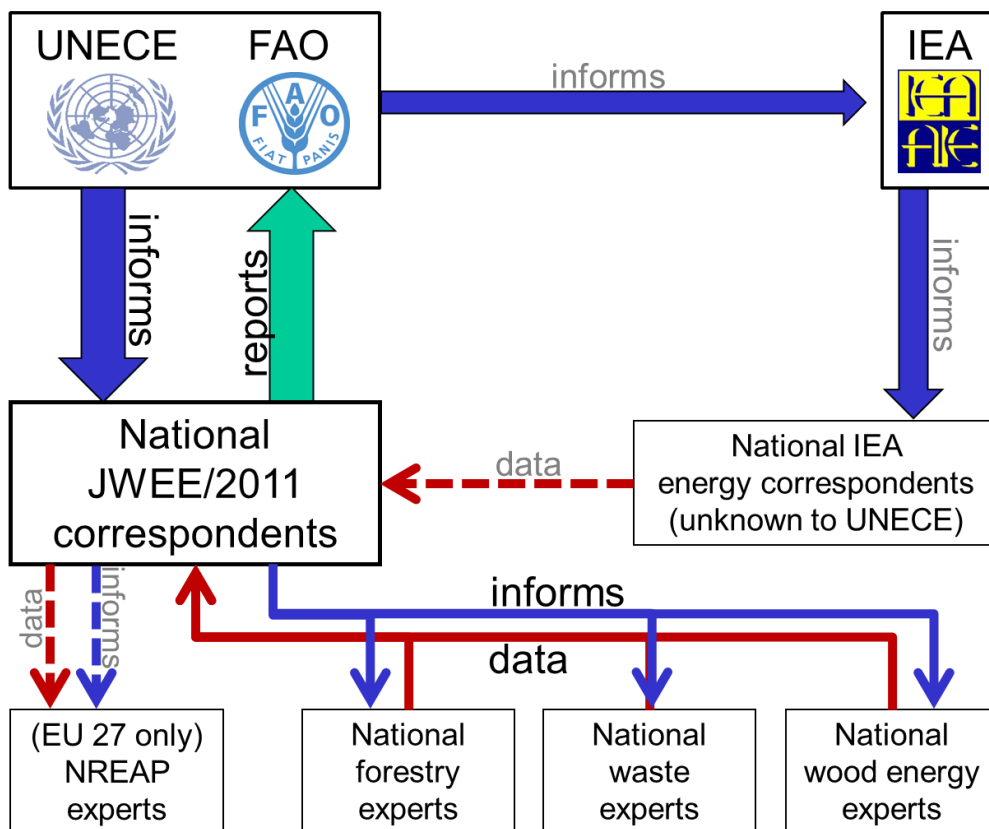 UNECE
FAO
IEA
F A O
FIAT PANIS
IEA
AIE
informs
informs
reports
informs
National
JWEE/2011
correspondents
data
National IEA
energy correspondents
(unknown to UNECE)
data
informs
informs
data
(EU 27 only)
NREAP
experts
National
forestry
experts
National
waste
experts
National
wood energy
experts